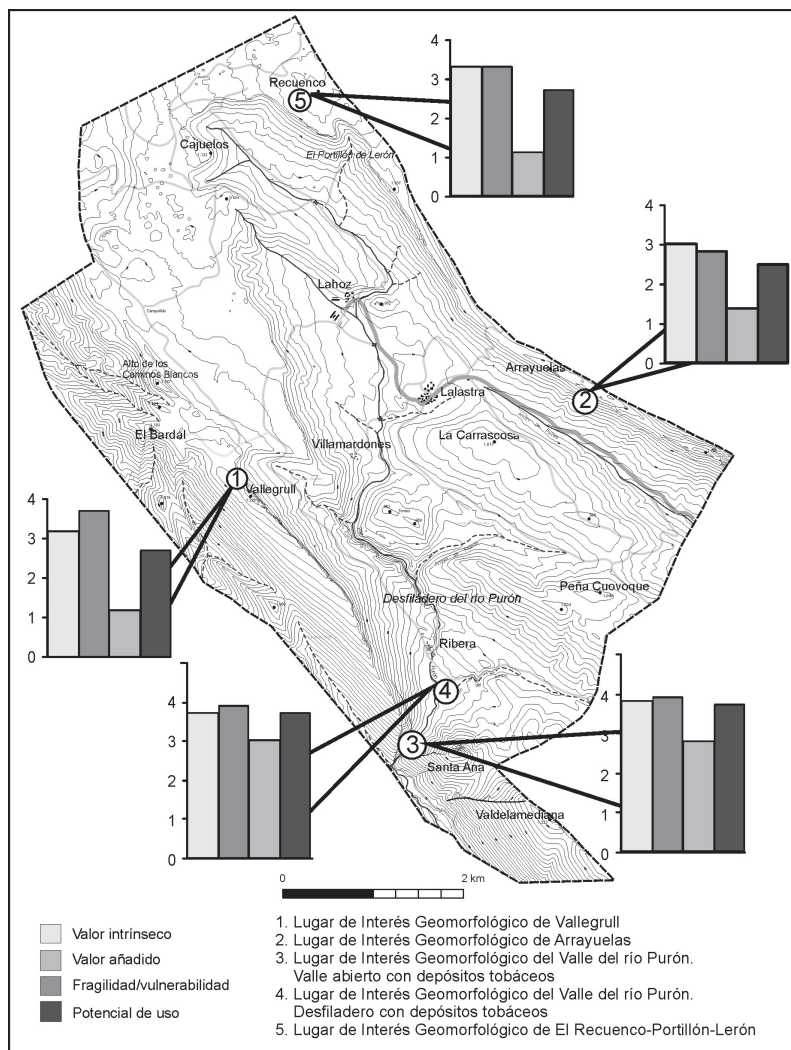 4
3
2
1
0
Recuenco
5
Cajuelos
El Portillón de Lerón
4
3
2
1
0
Lahoz
Arrayuelas
2
Lalastra
Alto de los
Caminos Blancos
La Carrascosa
El Bardal
Villamardones
1
Vallegrull
4
3
2
1
0
Peña Cuovoque
Desfiladero del río Purón
Ribera
4
3
2
1
0
4
4
3
2
1
0
3
Santa Ana
Valdelamediana
0 2 km
Valor intrínseco
Valor añadido
Fragilidad/vulnerabilidad
Potencial de uso
1. Lugar de Interés Geomorfológico de Vallegrull
2. Lugar de Interés Geomorfológico de Arrayuelas
3. Lugar de Interés Geomorfológico del Valle del río Purón.
Valle abierto con depósitos tobáceos
4. Lugar de Interés Geomorfológico del Valle del río Purón.
Desfiladero con depósitos tobáceos
5. Lugar de Interés Geomorfológico de El Recuenco-Portillón-Lerón